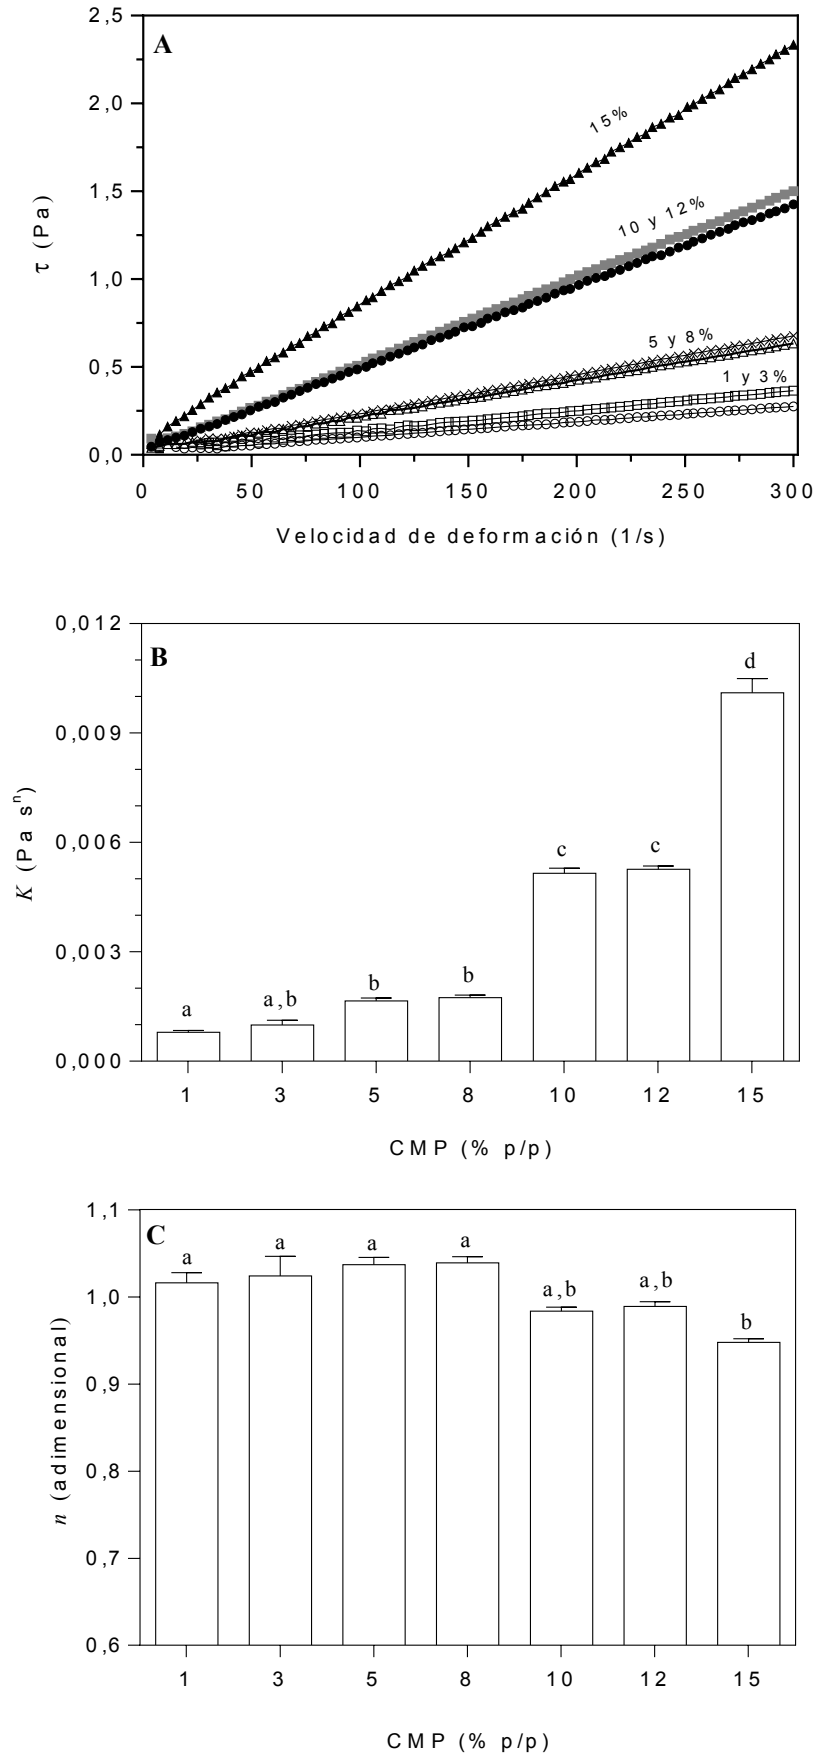 2,5
A
2,0
15%
1,5
10 y 12%
τ (Pa)
1,0
5 y 8%
0,5
1 y 3%
0,0
0 50 100 150 200 250 300
Velocidad de deformación (1/s)
0,012
B
d
0,009
K (Pa sⁿ)
0,006
c c
0,003
a a,b b b
0,000
1 3 5 8 10 12 15
CMP (% p/p)
1,1
C
a a a a
a,b a,b
1,0
b
0,9
n (adimensional)
0,8
0,7
0,6
1 3 5 8 10 12 15
CMP (% p/p)